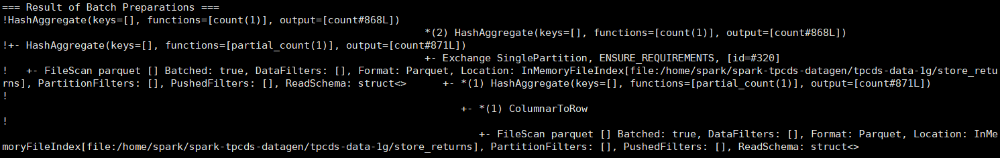 === Result of Batch Preparations ===
!HashAggregate(keys=[], functions=[count(1)], output=[count#868L])
*(2) HashAggregate(keys=[], functions=[count(1)], output=[count#868L])
!+- HashAggregate(keys=[], functions=[partial_count(1)], output=[count#871L])
+- Exchange SinglePartition, ENSURE_REQUIREMENTS, [id=#320]
!   +- FileScan parquet [] Batched: true, DataFilters: [], Format: Parquet, Location: InMemoryFileIndex[file:/home/spark/spark-tpcds-datagen/tpcds-data-1g/store_retu
rns], PartitionFilters: [], PushedFilters: [], ReadSchema: struct<>      +- *(1) HashAggregate(keys=[], functions=[partial_count(1)], output=[count#871L])
!
+- *(1) ColumnarToRow
!
+- FileScan parquet [] Batched: true, DataFilters: [], Format: Parquet, Location: InMe
moryFileIndex[file:/home/spark/spark-tpcds-datagen/tpcds-data-1g/store_returns], PartitionFilters: [], PushedFilters: [], ReadSchema: struct<>